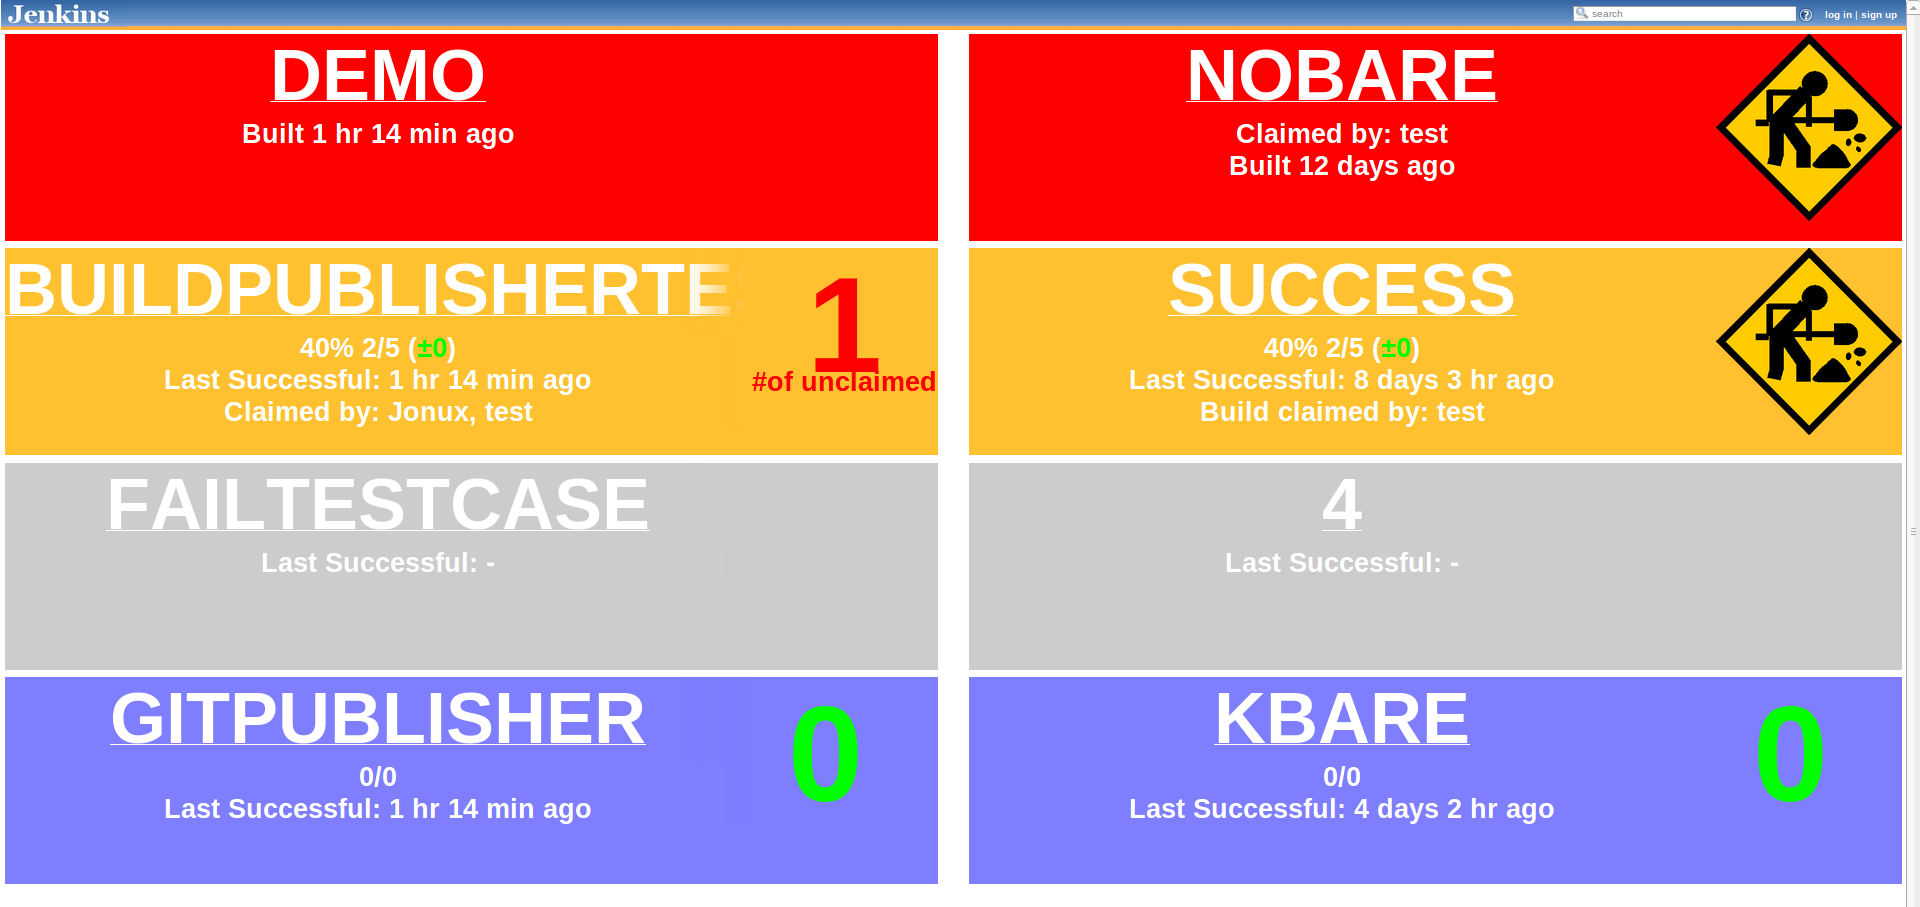 Jenkins
search
?
log in | sign up
DEMO
Built 1 hr 14 min ago
NOBARE
Claimed by: test
Built 12 days ago
BUILDPUBLISHERTE
40% 2/5 (±0)
Last Successful: 1 hr 14 min ago
Claimed by: Jonux, test
1
#of unclaimed
SUCCESS
40% 2/5 (±0)
Last Successful: 8 days 3 hr ago
Build claimed by: test
FAILTESTCASE
Last Successful: -
4
Last Successful: -
GITPUBLISHER
0/0
Last Successful: 1 hr 14 min ago
0
KBARE
0/0
Last Successful: 4 days 2 hr ago
0